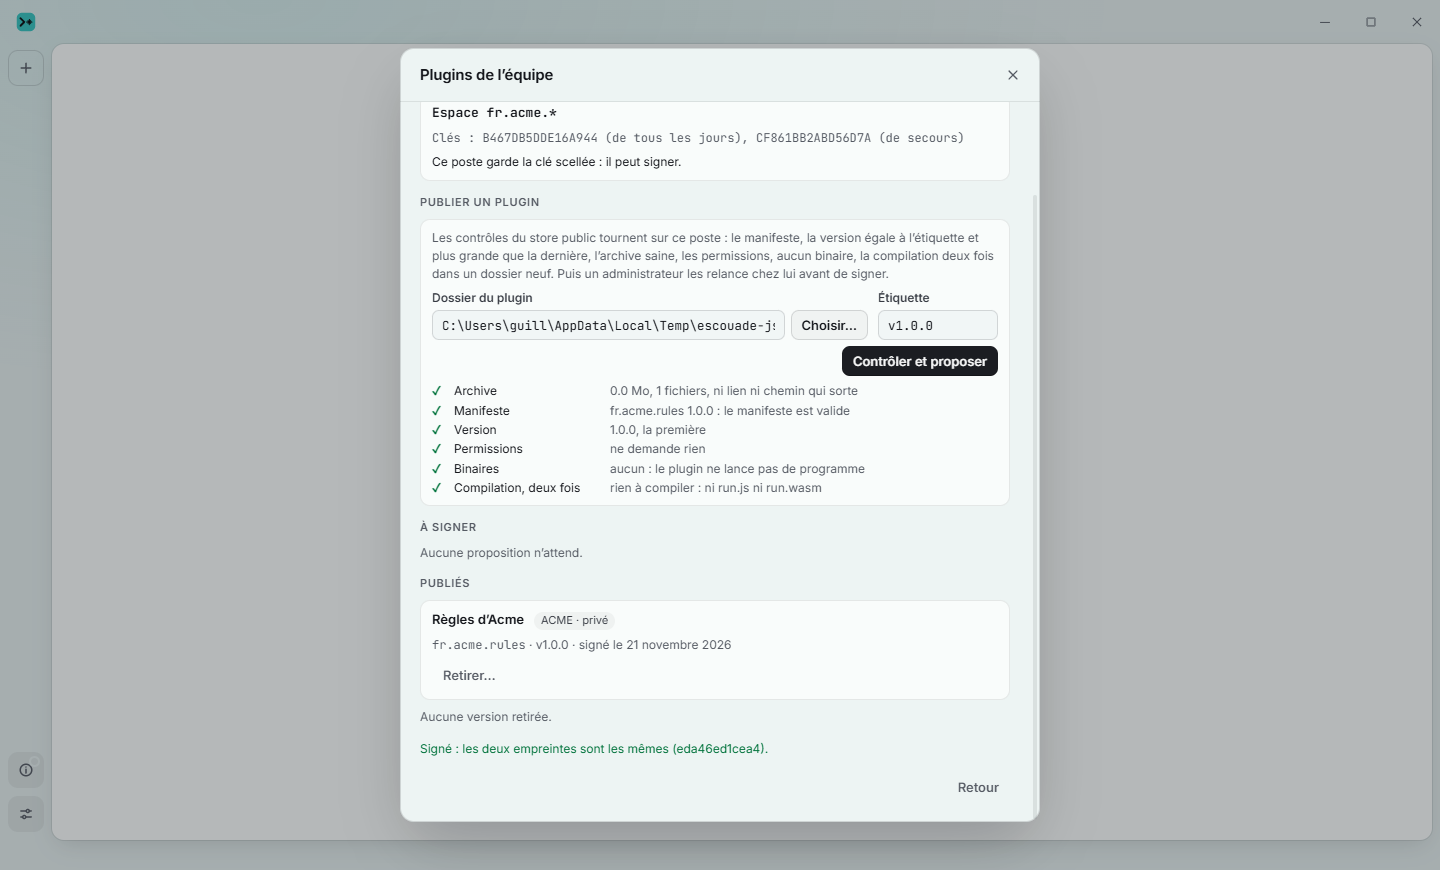 Plugins de l’équipe
Espace fr.acme.*
Clés : B467DB5DDE16A944 (de tous les jours), CF861BB2ABD56D7A (de secours)
Ce poste garde la clé scellée : il peut signer.
PUBLIER UN PLUGIN
Les contrôles du store public tournent sur ce poste : le manifeste, la version égale à l’étiquette et
plus grande que la dernière, l’archive saine, les permissions, aucun binaire, la compilation deux fois
dans un dossier neuf. Puis un administrateur les relance chez lui avant de signer.
Dossier du plugin
Étiquette
C:\Users\guill\AppData\Local\Temp\escouade-js
Choisir...
v1.0.0
Contrôler et proposer
Archive 0.0 Mo, 1 fichiers, ni lien ni chemin qui sorte
Manifeste fr.acme.rules 1.0.0 : le manifeste est valide
Version 1.0.0, la première
Permissions ne demande rien
Binaires aucun : le plugin ne lance pas de programme
Compilation, deux fois rien à compiler : ni run.js ni run.wasm
À SIGNER
Aucune proposition n’attend.
PUBLIÉS
Règles d’Acme ACME · privé
fr.acme.rules · v1.0.0 · signé le 21 novembre 2026
Retirer...
Aucune version retirée.
Signé : les deux empreintes sont les mêmes (eda46ed1cea4).
Retour